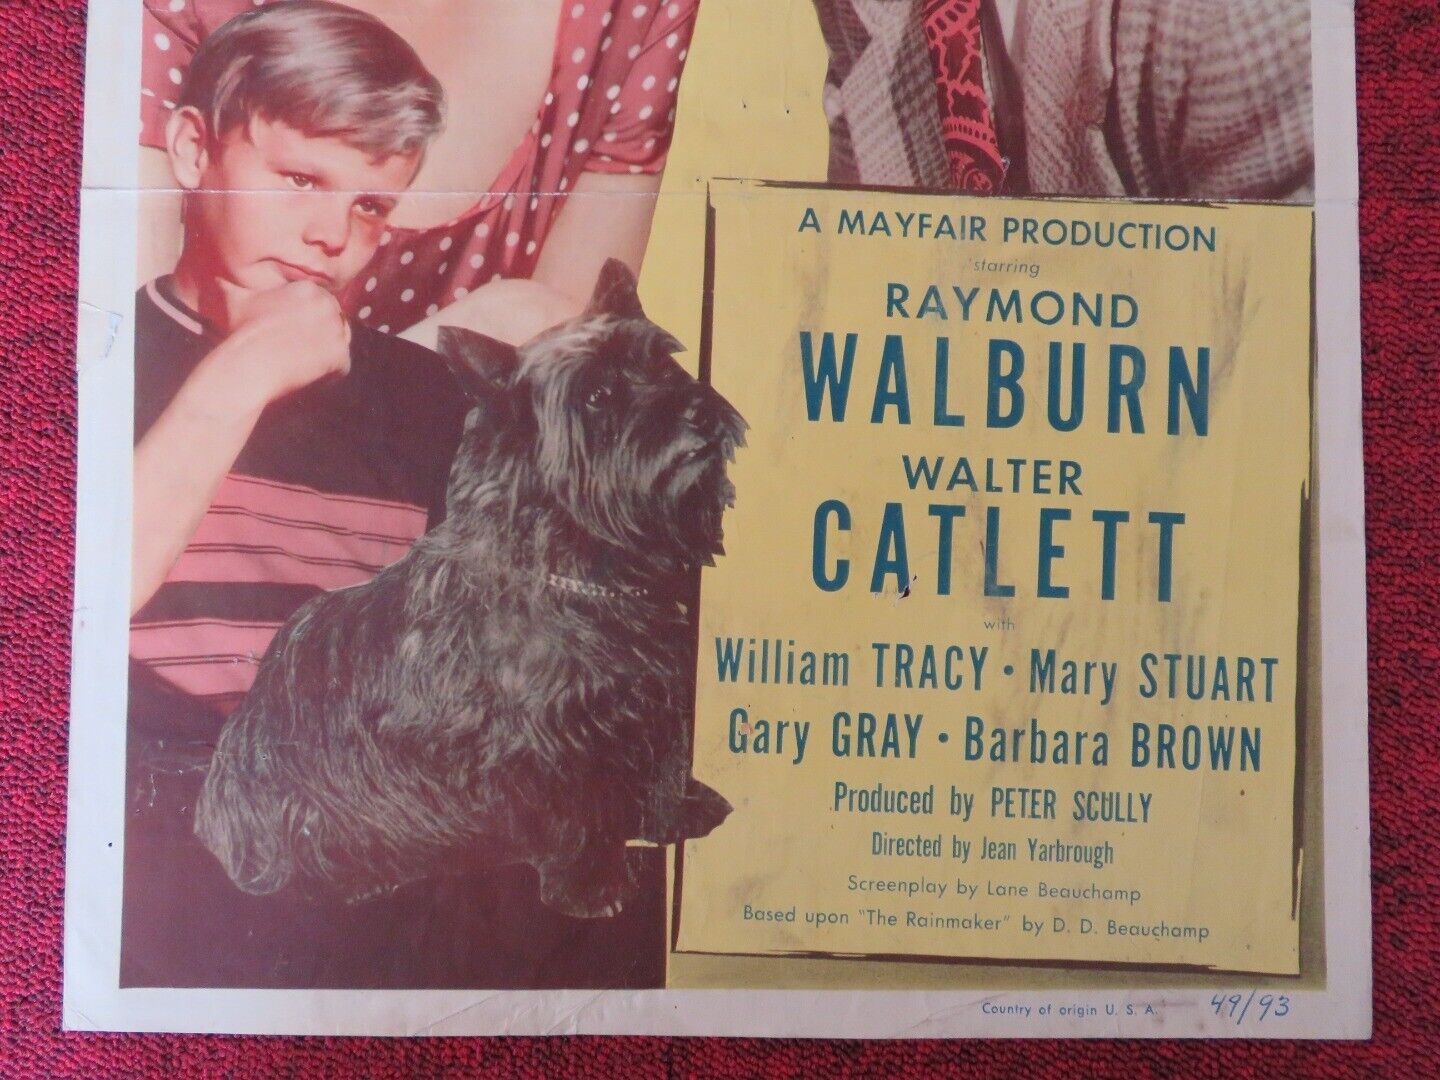 A MAYFAIR PRODUCTION
starring
RAYMOND
WALBURN
WALTER
CATLETT
with
William TRACY • Mary STUART
Gary GRAY • Barbara BROWN
Produced by PETER SCULLY
Directed by Jean Yarbrough
Screenplay by Lane Beauchamp
Based upon "The Rainmaker" by D. D. Beauchamp
Country of origin U. S. A. 49/93